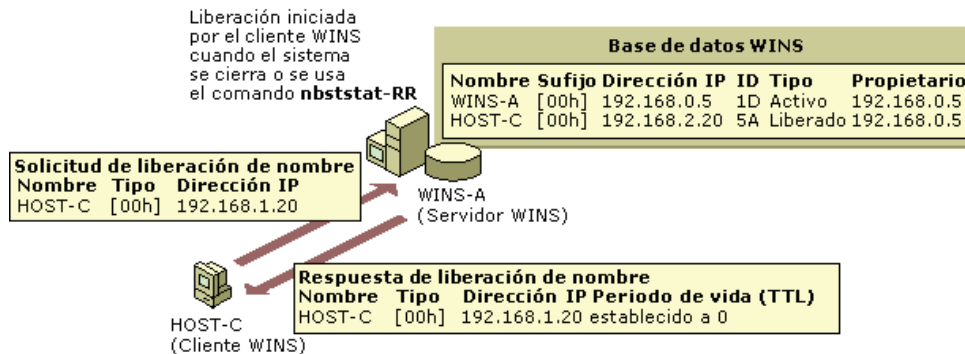 Liberación iniciada
por el cliente WINS
cuando el sistema
se cierra o se usa
el comando nbststat-RR
Base de datos WINS
Nombre Sufijo Dirección IP ID Tipo Propietario
WINS-A [00h] 192.168.0.5 1D Activo 192.168.0.5
HOST-C [00h] 192.168.2.20 5A Liberado 192.168.0.5
Solicitud de liberación de nombre
Nombre Tipo Dirección IP
HOST-C [00h] 192.168.1.20
WINS-A
(Servidor WINS)
Respuesta de liberación de nombre
Nombre Tipo Dirección IP Periodo de vida (TTL)
HOST-C [00h] 192.168.1.20 establecido a 0
HOST-C
(Cliente WINS)